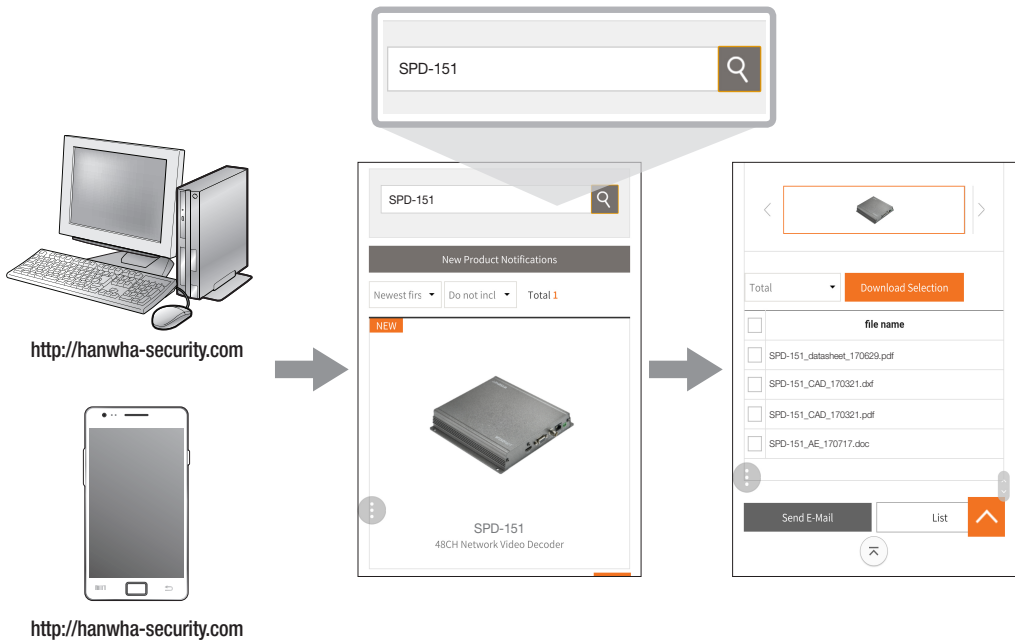 SPD-151
http://hanwha-security.com
http://hanwha-security.com
SPD-151
New Product Notifications
Newest firs
Do not incl
Total 1
NEW
SPD-151
48CH Network Video Decoder
Total
Download Selection
file name
SPD-151_datasheet_170629.pdf
SPD-151_CAD_170321.dxf
SPD-151_CAD_170321.pdf
SPD-151_AE_170717.doc
Send E-Mail
List